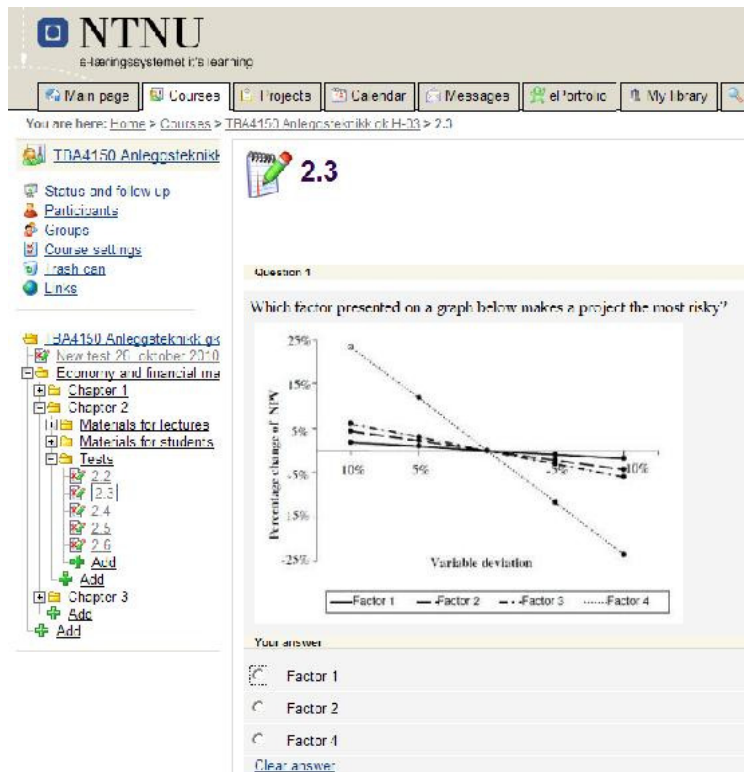 NTNU
e-læringssystemet it's learning
Main page Courses Projects Calendar Messages ePortfolio My library
You are here: Home > Courses > TBA4150 Anleggsteknikk gk H-03 > 2.3
TBA4150 Anleggsteknikk
2.3
Status and follow up
Participants
Groups
Course settings
Trash can
Links
Question 1
Which factor presented on a graph below makes a project the most risky?
TBA4150 Anleggsteknikk gk
New test 26. oktober 2010
Economy and financial ma
Chapter 1
Chapter 2
Materials for lectures
Materials for students
Tests
2.2
2.3
2.4
2.5
2.6
Add
Add
Chapter 3
Add
Add
Percentage change of NPV
25%
15%
5%
-5%
15%
-25%
10% 5% -5% -10%
Variable deviation
Factor 1 Factor 2 Factor 3 Factor 4
Your answer
Factor 1
Factor 2
Factor 4
Clear answer